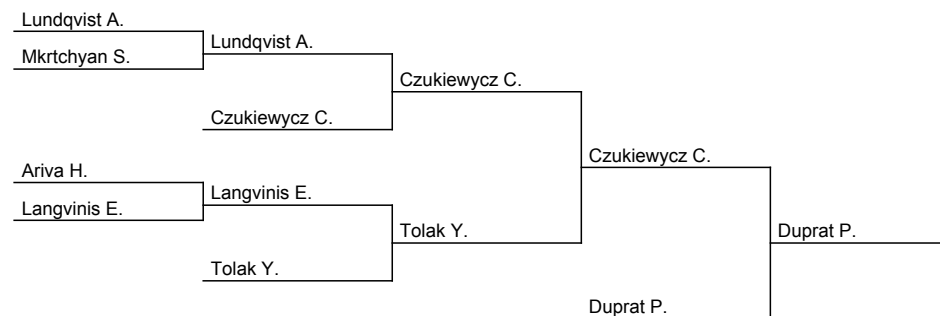 Lundqvist A.
Mkrtchyan S.
Lundqvist A.
Czukiewycz C.
Czukiewycz C.
Ariva H.
Langvinis E.
Langvinis E.
Tolak Y.
Tolak Y.
Czukiewycz C.
Duprat P.
Duprat P.